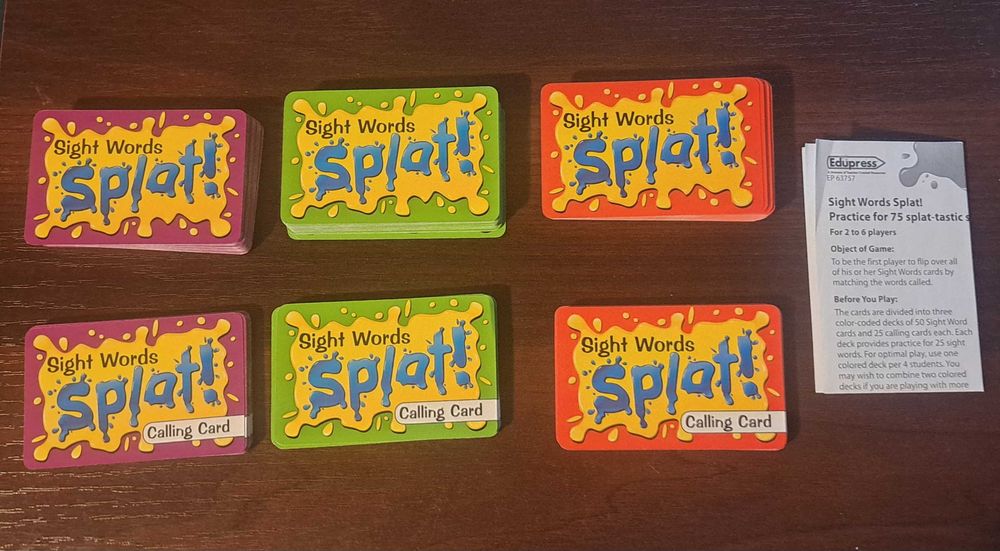 Sight Words
Splat!
Sight Words
Splat!
Sight Words
Splat!
Sight Words
Splat!
Calling Card
Sight Words
Splat!
Calling Card
Sight Words
Splat!
Calling Card
Edupress
EP 63757
Sight Words Splat!
Practice for 75 splat-tastic s
For 2 to 6 players
Object of Game:
To be the first player to flip over all
of his or her Sight Words cards by
matching the words called.
Before You Play:
The cards are divided into three
color-coded decks of 50 Sight Word
cards and 25 calling cards each. Each
deck provides practice for 25 sight
words. For optimal play, use one
colored deck per 4 students. You
may wish to combine two colored
decks if you are playing with more